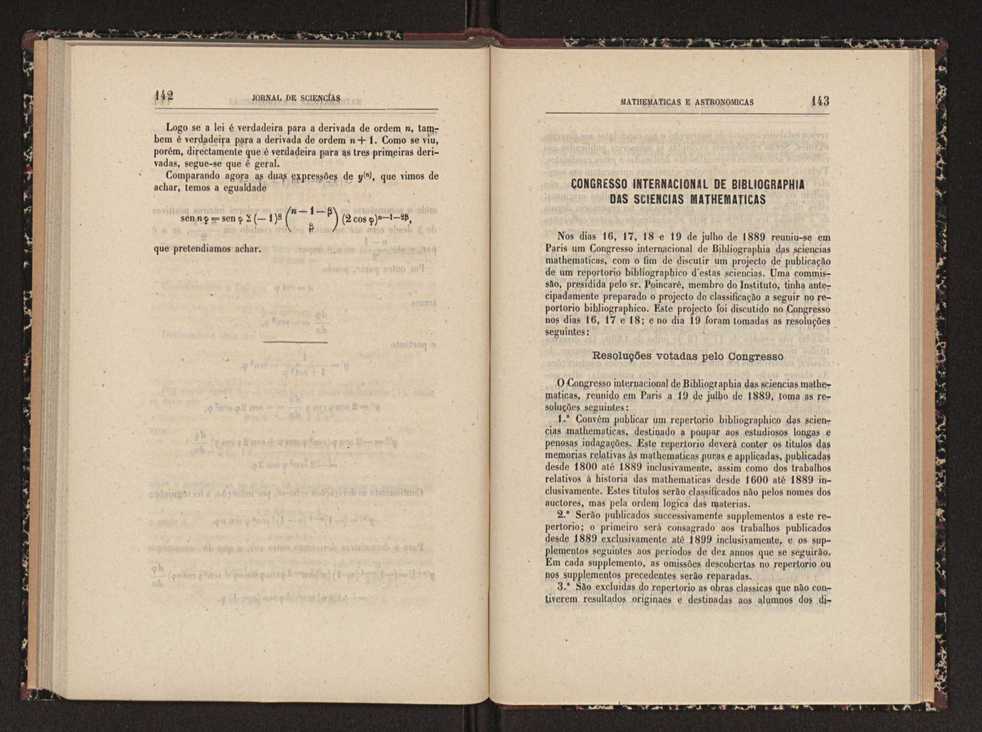 142
JORNAL DE SCIENCÍAS
Logo se a lei é verdadeira para a derivada de ordem n, tam-
bem é verdadeira para a derivada de ordem n + 1. Como se viu,
porém, directamente que é verdadeira para as tres primeiras deri-
vadas, segue-se que é geral.
Comparando agora as duas expressões de y⁽ⁿ⁾, que vimos de
achar, temos a egualdade
sen n φ = sen φ Σ (— 1)^β (n — 1 — β / β) (2 cos φ)^(n—1—2β),
que pretendiamos achar.
MATHEMATICAS E ASTRONOMICAS
143
CONGRESSO INTERNACIONAL DE BIBLIOGRAPHIA
DAS SCIENCIAS MATHEMATICAS
Nos dias 16, 17, 18 e 19 de julho de 1889 reuniu-se em
Paris um Congresso internacional de Bibliographia das sciencias
mathematicas, com o fim de discutir um projecto de publicação
de um reportorio bibliographico d'estas sciencias. Uma commis-
são, presidida pelo sr. Poincaré, membro do Instituto, tinha ante-
cipadamente preparado o projecto de classificação a seguir no re-
portorio bibliographico. Este projecto foi discutido no Congresso
nos dias 16, 17 e 18; e no dia 19 foram tomadas as resoluções
seguintes:
Resoluções votadas pelo Congresso
O Congresso internacional de Bibliographia das sciencias mathe-
maticas, reunido em Paris a 19 de julho de 1889, toma as re-
soluções seguintes:
1.ª Convém publicar um repertorio bibliographico das scien-
cias mathematicas, destinado a poupar aos estudiosos longas e
penosas indagações. Este repertorio deverá conter os titulos das
memorias relativas ás mathematicas puras e applicadas, publicadas
desde 1800 até 1889 inclusivamente, assim como dos trabalhos
relativos á historia das mathematicas desde 1600 até 1889 in-
clusivamente. Estes titulos serão classificados não pelos nomes dos
auctores, mas pela ordem logica das materias.
2.ª Serão publicados successivamente supplementos a este re-
pertorio; o primeiro será consagrado aos trabalhos publicados
desde 1889 exclusivamente até 1899 inclusivamente, e os sup-
plementos seguintes aos periodos de dez annos que se seguirão.
Em cada supplemento, as omissões descobertas no repertorio ou
nos supplementos precedentes serão reparadas.
3.ª São excluidas do repertorio as obras classicas que não con-
tiverem resultados originaes e destinadas aos alumnos dos di-